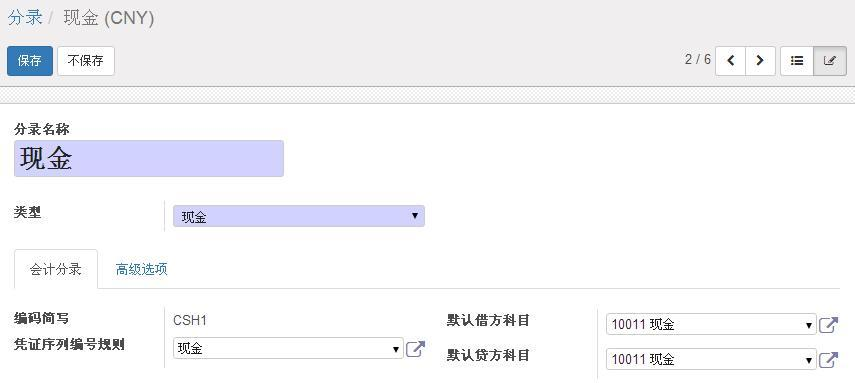 分录 / 现金 (CNY)
保存 不保存 2 / 6
分录名称
现金
类型 现金
会计分录 高级选项
编码简写 CSH1 默认借方科目 10011 现金
凭证序列编号规则 现金 默认贷方科目 10011 现金